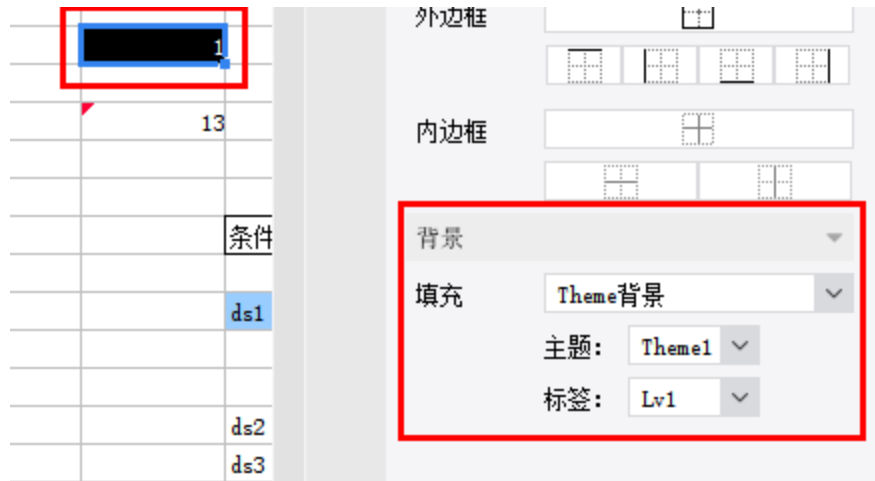 1
13
条件
ds1
ds2
ds3
外边框
内边框
背景
填充 Theme背景
主题： Theme1
标签： Lv1